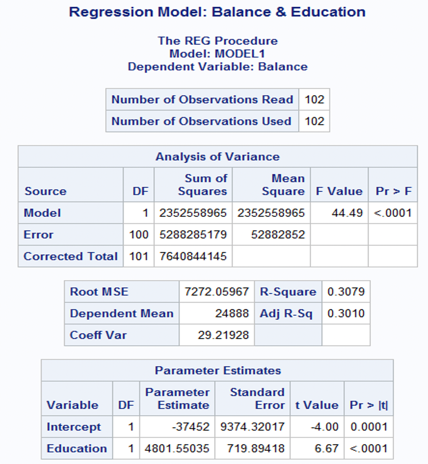 Regression Model: Balance & Education
The REG Procedure
Model: MODEL1
Dependent Variable: Balance
Number of Observations Read 102
Number of Observations Used 102
Analysis of Variance
Source DF Sum of Squares Mean Square F Value Pr > F
Model 1 2352558965 2352558965 44.49 <.0001
Error 100 5288285179 52882852
Corrected Total 101 7640844145
Root MSE 7272.05967 R-Square 0.3079
Dependent Mean 24888 Adj R-Sq 0.3010
Coeff Var 29.21928
Parameter Estimates
Variable DF Parameter Estimate Standard Error t Value Pr > |t|
Intercept 1 -37452 9374.32017 -4.00 0.0001
Education 1 4801.55035 719.89418 6.67 <.0001